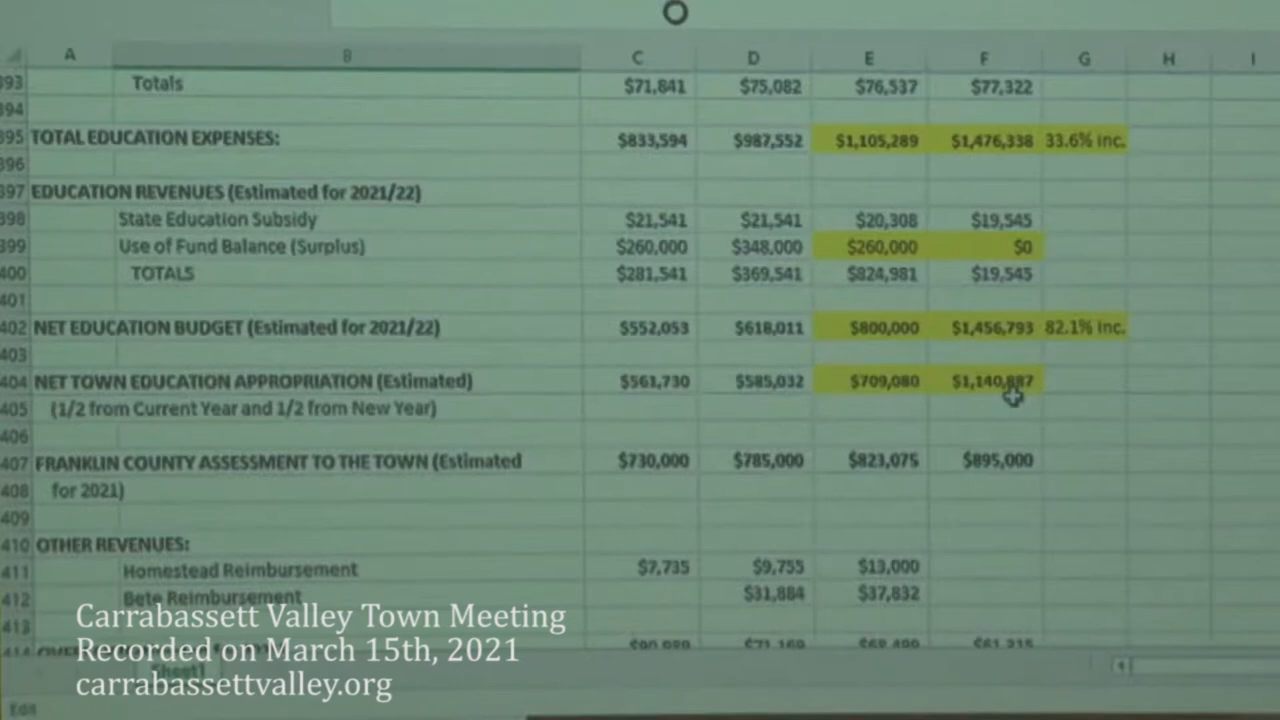 A B C D E F G H I
393 Totals $71,841 $75,082 $76,537 $77,322
394
395 TOTAL EDUCATION EXPENSES: $833,594 $987,552 $1,105,289 $1,476,338 33.6% inc.
396
397 EDUCATION REVENUES (Estimated for 2021/22)
398 State Education Subsidy $21,541 $21,541 $20,308 $19,545
399 Use of Fund Balance (Surplus) $260,000 $348,000 $260,000 $0
400 TOTALS $281,541 $369,541 $824,981 $19,545
401
402 NET EDUCATION BUDGET (Estimated for 2021/22) $552,053 $618,011 $800,000 $1,456,793 82.1% inc.
403
404 NET TOWN EDUCATION APPROPRIATION (Estimated) $561,730 $585,032 $709,080 $1,140,887
405 (1/2 from Current Year and 1/2 from New Year)
406
407 FRANKLIN COUNTY ASSESSMENT TO THE TOWN (Estimated $730,000 $785,000 $823,075 $895,000
408 for 2021)
409
410 OTHER REVENUES:
411 Homestead Reimbursement $7,735 $9,755 $13,000
412 Bete Reimbursement $31,884 $37,832
413
Carrabassett Valley Town Meeting
Recorded on March 15th, 2021
Sheet1
carrabassettvalley.org
Edit